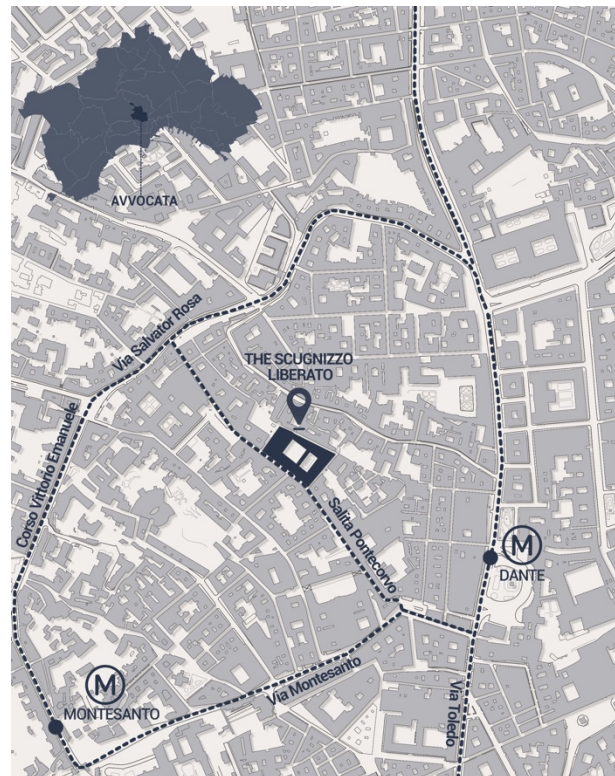 AVVOCATA
Via Salvator Rosa
THE SCUGNIZZO
LIBERATO
Corso Vittorio Emanuele
Salita Pontecorvo
M
DANTE
M
MONTESANTO
Via Montesanto
Via Toledo